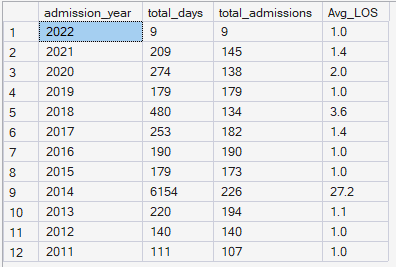 admission_year total_days total_admissions Avg_LOS
1 2022 9 9 1.0
2 2021 209 145 1.4
3 2020 274 138 2.0
4 2019 179 179 1.0
5 2018 480 134 3.6
6 2017 253 182 1.4
7 2016 190 190 1.0
8 2015 179 173 1.0
9 2014 6154 226 27.2
10 2013 220 194 1.1
11 2012 140 140 1.0
12 2011 111 107 1.0